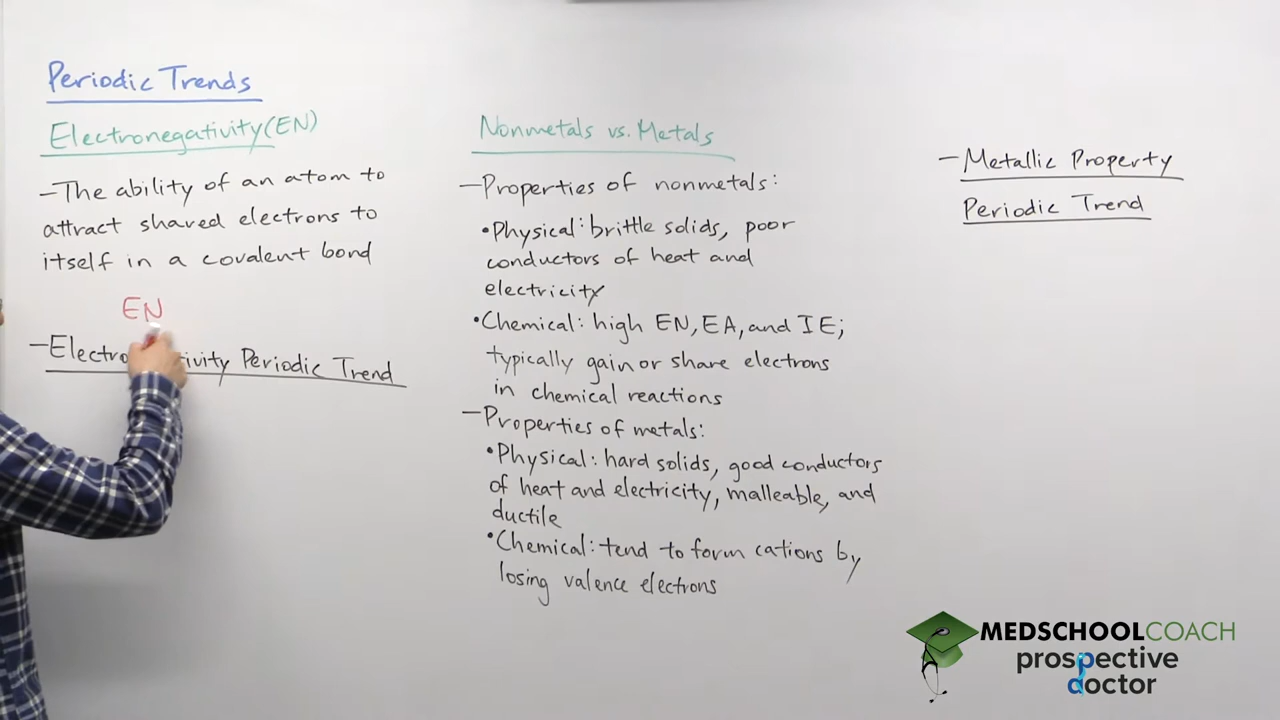 Periodic Trends
Electronegativity (EN)
- The ability of an atom to
attract shared electrons to
itself in a covalent bond
EN
- Electro tivity Periodic Trend
Nonmetals vs. Metals
- Properties of nonmetals:
• Physical: brittle solids, poor
conductors of heat and
electricity
• Chemical: high EN, EA, and IE;
typically gain or share electrons
in chemical reactions
- Properties of metals:
• Physical: hard solids, good conductors
of heat and electricity, malleable, and
ductile
• Chemical: tend to form cations by
losing valence electrons
- Metallic Property
Periodic Trend
MEDSCHOOLCOACH
prospective
doctor